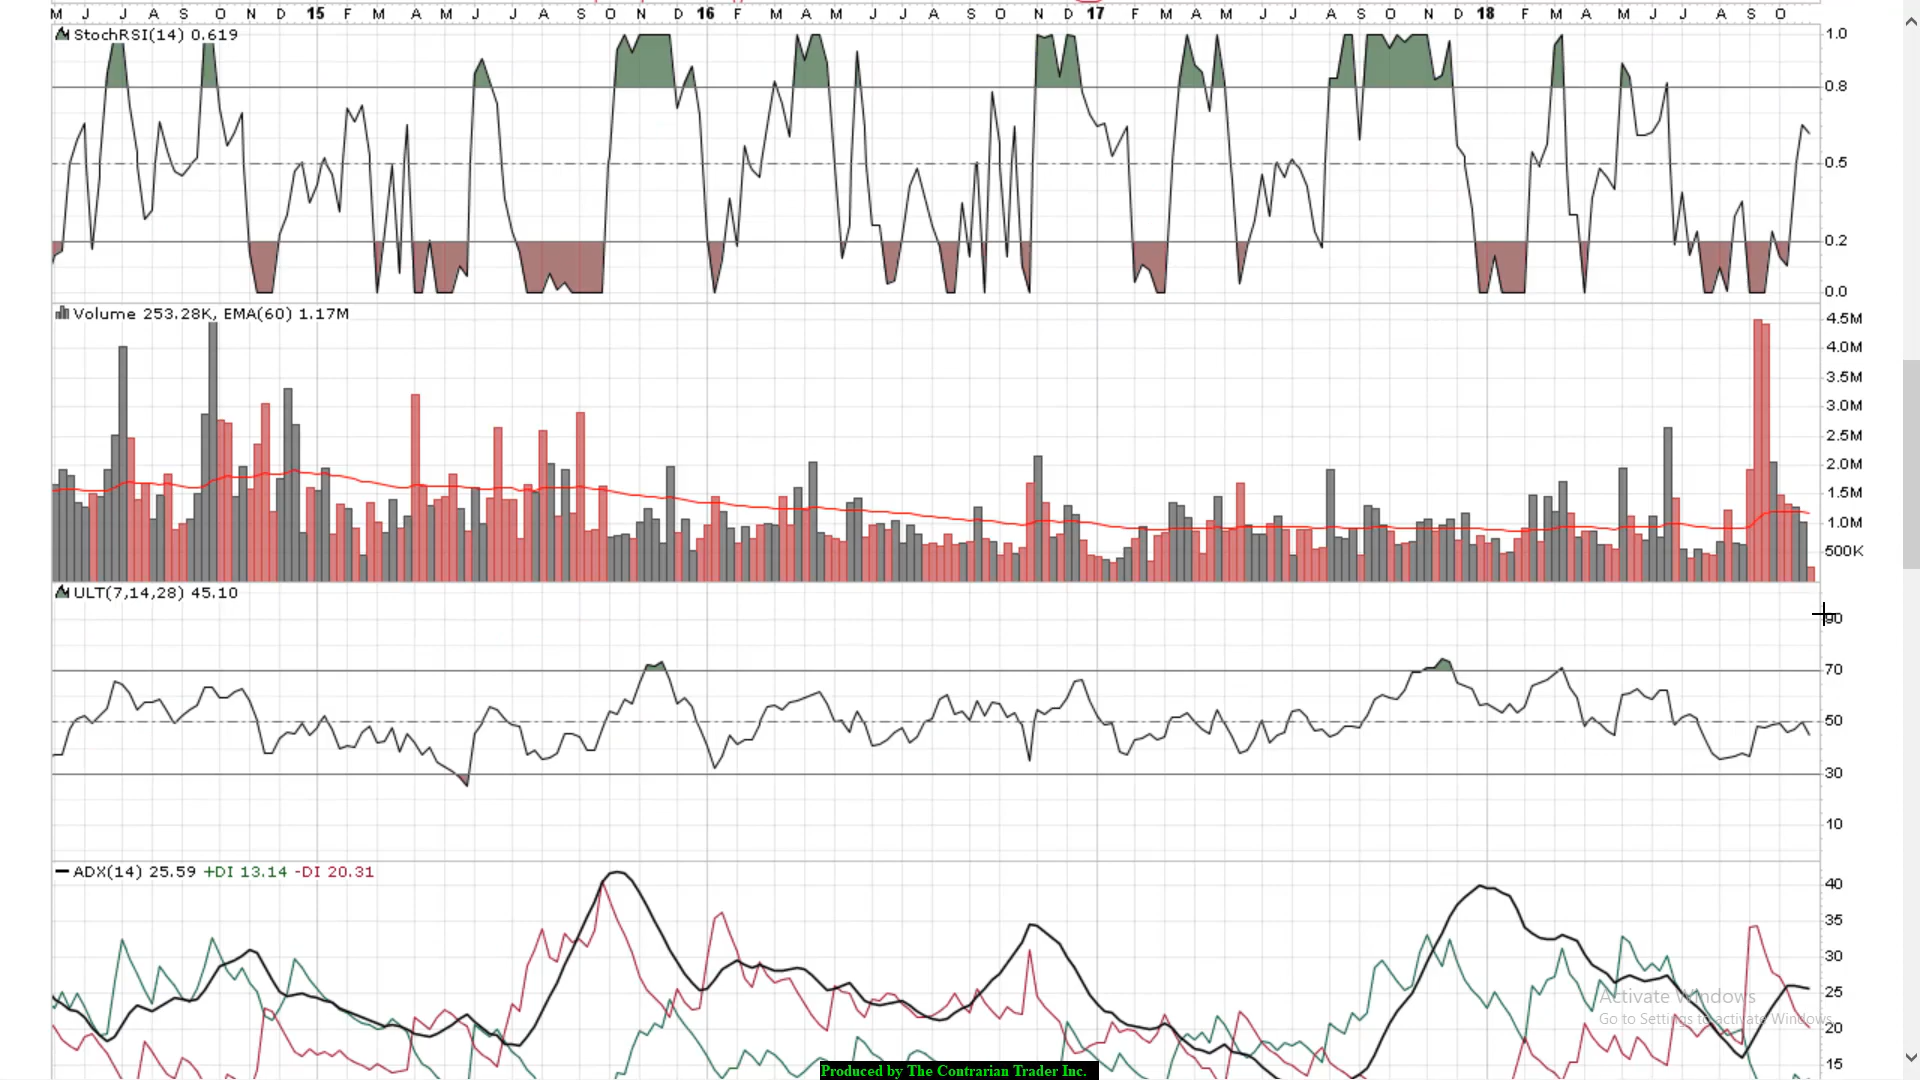 M J J A S O N D 15 F M A M J J A S O N D 16 F M A M J J A S O N D 17 F M A M J J A S O N D 18 F M A M J J A S O
StochRSI(14) 0.619
1.0
0.8
0.5
0.2
0.0
Volume 253.28K, EMA(60) 1.17M
4.5M
4.0M
3.5M
3.0M
2.5M
2.0M
1.5M
1.0M
500K
ULT(7,14,28) 45.10
90
70
50
30
10
ADX(14) 25.59 +DI 13.14 -DI 20.31
40
35
30
25
20
15
Activate Windows
Go to Settings to activate Windows.
Produced by The Contrarian Trader Inc.